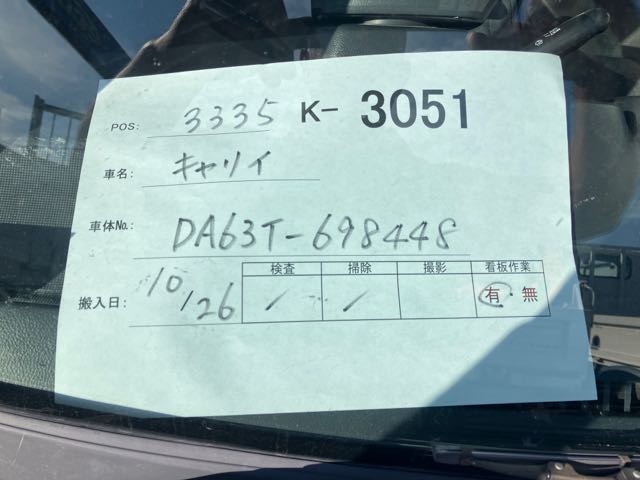 POS: 3335 K- 3051
車名: キャリイ
車体No.: DA63T-698448
搬入日: 10/26
検査 掃除 撮影 看板作業
/ / 有・無